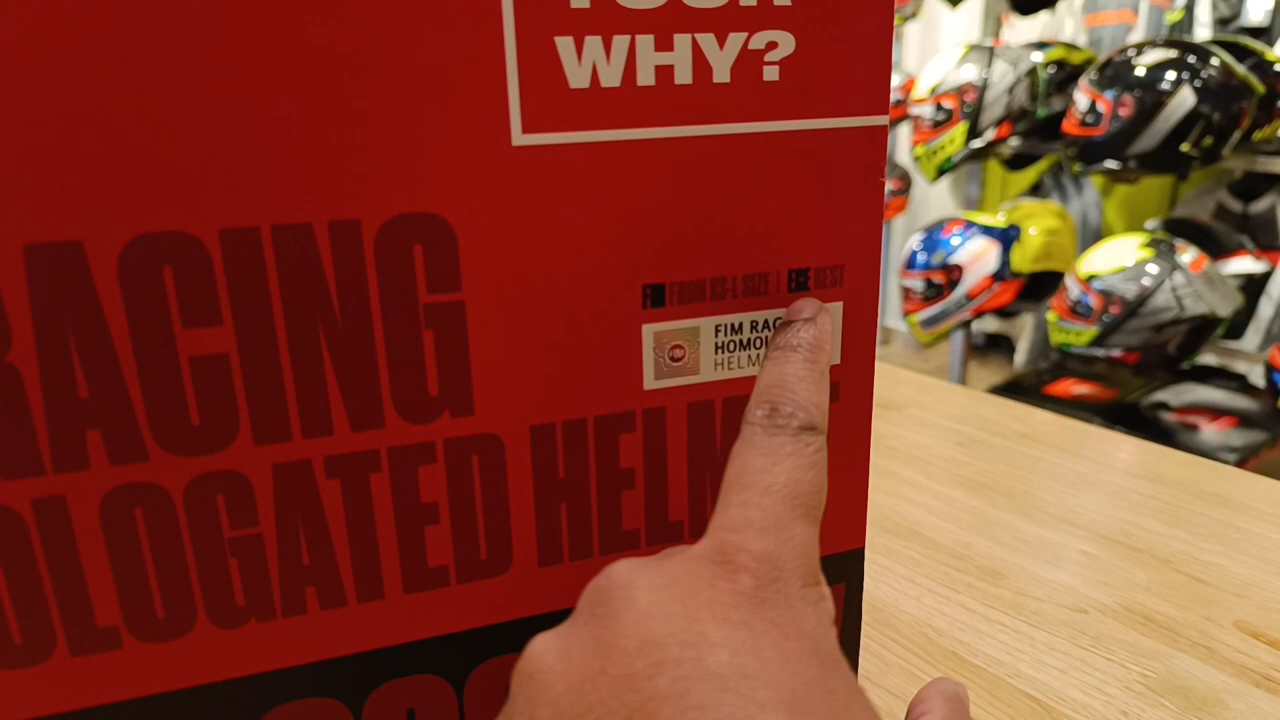 WHY?
RACING
FROM XS-L SIZE | ECE REST
FIM
FIM RAC
HOMOL
HELM
OLOGATED HELM